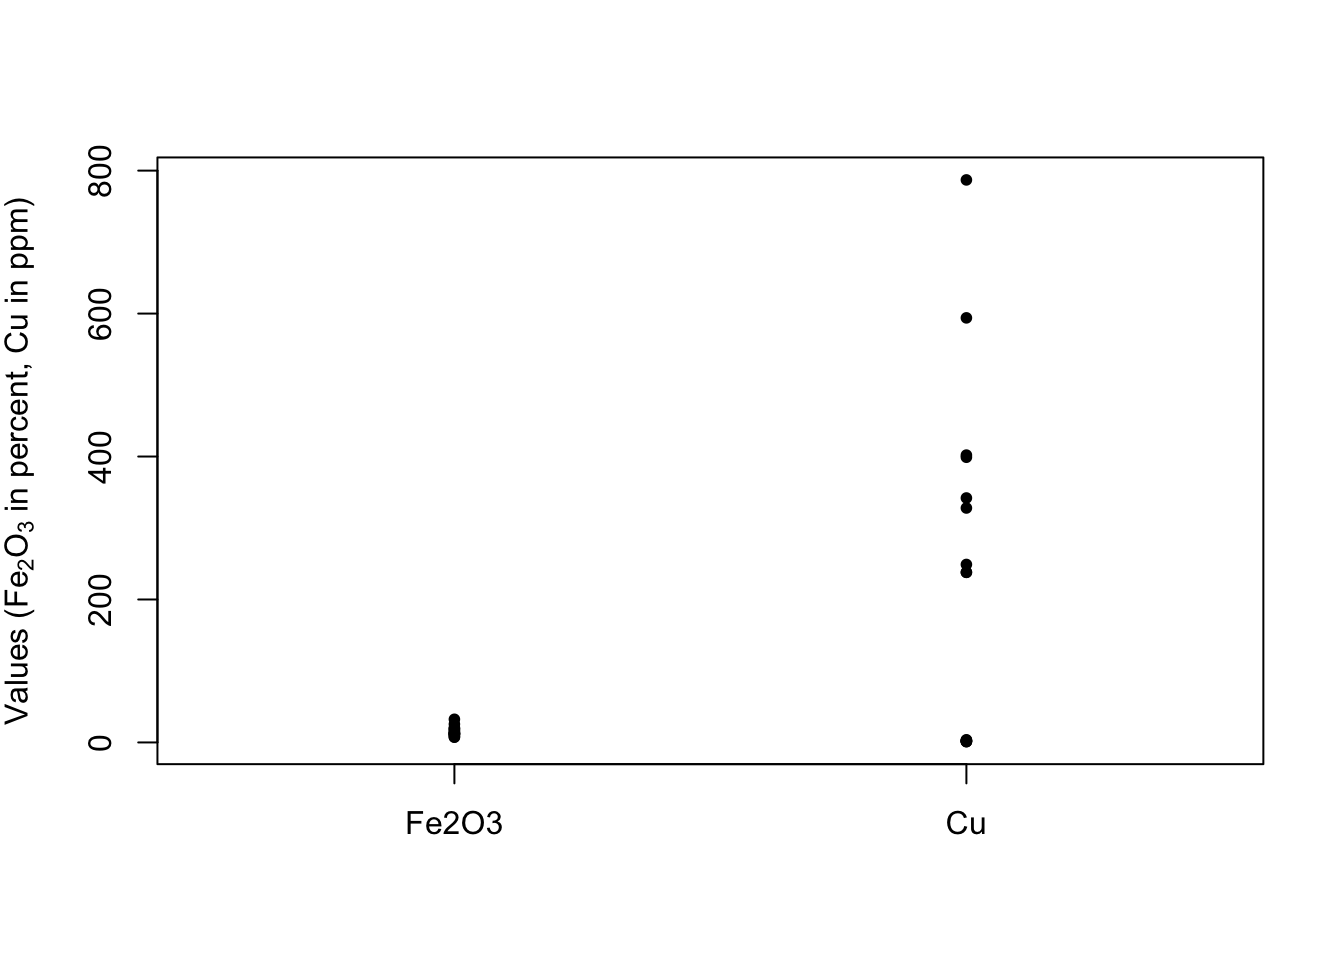 Values (Fe₂O₃ in percent, Cu in ppm)
800
600
400
200
0
Fe2O3
Cu